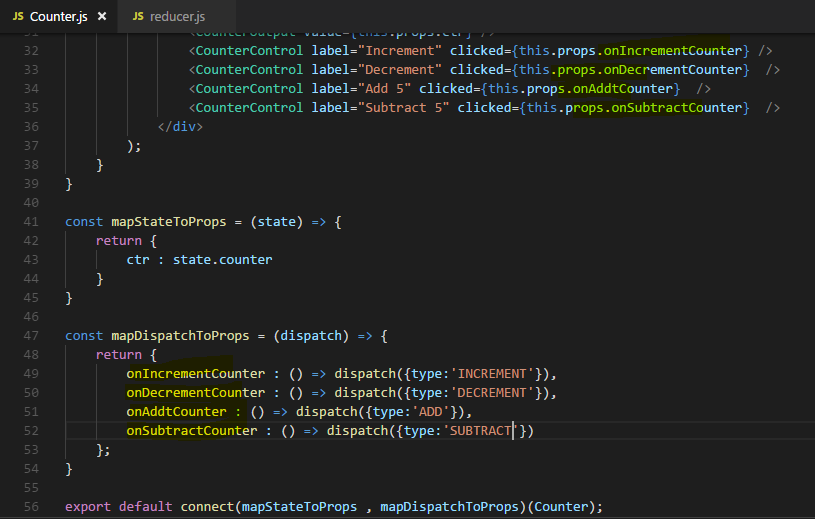 JS Counter.js × JS reducer.js
31 <CounterOutput value={this.props.ctr} />
32 <CounterControl label="Increment" clicked={this.props.onIncrementCounter} />
33 <CounterControl label="Decrement" clicked={this.props.onDecrementCounter}  />
34 <CounterControl label="Add 5" clicked={this.props.onAddtCounter}  />
35 <CounterControl label="Subtract 5" clicked={this.props.onSubtractCounter}  />
36 </div>
37 );
38 }
39 }
40
41 const mapStateToProps = (state) => {
42 return {
43 ctr : state.counter
44 }
45 }
46
47 const mapDispatchToProps = (dispatch) => {
48 return {
49 onIncrementCounter : () => dispatch({type:'INCREMENT'}),
50 onDecrementCounter : () => dispatch({type:'DECREMENT'}),
51 onAddtCounter : () => dispatch({type:'ADD'}),
52 onSubtractCounter : () => dispatch({type:'SUBTRACT'})
53 };
54 }
55
56 export default connect(mapStateToProps , mapDispatchToProps)(Counter);